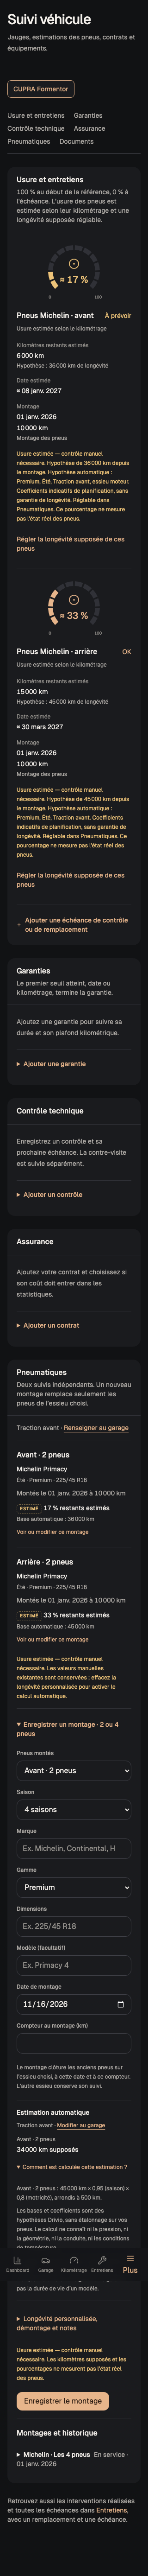 Suivi véhicule
Jauges, estimations des pneus, contrats et
équipements.
CUPRA Formentor
Usure et entretiens Garanties
Contrôle technique Assurance
Pneumatiques Documents
Usure et entretiens
100 % au début de la référence, 0 % à
l'échéance. L'usure des pneus est
estimée selon leur kilométrage et une
longévité supposée réglable.
≈ 17 %
0 100
Pneus Michelin · avant À prévoir
Usure estimée selon le kilométrage
Kilomètres restants estimés
6 000 km
Hypothèse : 36 000 km de longévité
Date estimée
≈ 08 janv. 2027
Montage
01 janv. 2026
10 000 km
Montage des pneus
Usure estimée — contrôle manuel
nécessaire. Hypothèse de 36 000 km depuis
le montage. Hypothèse automatique :
Premium, Été, Traction avant, essieu moteur.
Coefficients indicatifs de planification, sans
garantie de longévité. Réglable dans
Pneumatiques. Ce pourcentage ne mesure
pas l'état réel des pneus.
Régler la longévité supposée de ces
pneus
≈ 33 %
0 100
Pneus Michelin · arrière OK
Usure estimée selon le kilométrage
Kilomètres restants estimés
15 000 km
Hypothèse : 45 000 km de longévité
Date estimée
≈ 30 mars 2027
Montage
01 janv. 2026
10 000 km
Montage des pneus
Usure estimée — contrôle manuel
nécessaire. Hypothèse de 45 000 km depuis
le montage. Hypothèse automatique :
Premium, Été, Traction avant. Coefficients
indicatifs de planification, sans garantie de
longévité. Réglable dans Pneumatiques. Ce
pourcentage ne mesure pas l'état réel des
pneus.
Régler la longévité supposée de ces
pneus
+ Ajouter une échéance de contrôle
ou de remplacement
Garanties
Le premier seuil atteint, date ou
kilométrage, termine la garantie.
Ajoutez une garantie pour suivre sa
durée et son plafond kilométrique.
Ajouter une garantie
Contrôle technique
Enregistrez un contrôle et sa
prochaine échéance. La contre-visite
est suivie séparément.
Ajouter un contrôle
Assurance
Ajoutez votre contrat et choisissez si
son coût doit entrer dans les
statistiques.
Ajouter un contrat
Pneumatiques
Deux suivis indépendants. Un nouveau
montage remplace seulement les
pneus de l'essieu choisi.
Traction avant · Renseigner au garage
Avant · 2 pneus
Michelin Primacy
Été · Premium · 225/45 R18
Montés le 01 janv. 2026 à 10 000 km
ESTIMÉ 17 % restants estimés
Base automatique : 36 000 km
Voir ou modifier ce montage
Arrière · 2 pneus
Michelin Primacy
Été · Premium · 225/45 R18
Montés le 01 janv. 2026 à 10 000 km
ESTIMÉ 33 % restants estimés
Base automatique : 45 000 km
Voir ou modifier ce montage
Usure estimée — contrôle manuel
nécessaire. Les valeurs manuelles
existantes sont conservées ; effacez la
longévité personnalisée pour activer le
calcul automatique.
Enregistrer un montage · 2 ou 4
pneus
Pneus montés
Avant · 2 pneus
Saison
4 saisons
Marque
Ex. Michelin, Continental, H
Gamme
Premium
Dimensions
Ex. 225/45 R18
Modèle (facultatif)
Ex. Primacy 4
Date de montage
11/16/2026
Compteur au montage (km)
Le montage clôture les anciens pneus sur
l'essieu choisi, à cette date et à ce compteur.
L'autre essieu conserve son suivi.
Estimation automatique
Traction avant · Modifier au garage
Avant · 2 pneus
34 000 km supposés
Comment est calculée cette estimation ?
Avant · 2 pneus : 45 000 km × 0,95 (saison) ×
0,8 (motricité), arrondis à 500 km.
Les bases et coefficients sont des
hypothèses Drivio, sans étalonnage sur vos
pneus. Le calcul ne connaît ni la pression, ni
la géométrie, ni la conduite, ni les conditions
Dashboard Garage Kilométrage Entretiens Plus
pas la durée de vie d'un modèle.
Longévité personnalisée,
démontage et notes
Usure estimée — contrôle manuel
nécessaire. Les kilomètres supposés et les
pourcentages ne mesurent pas l'état réel
des pneus.
Enregistrer le montage
Montages et historique
Michelin · Les 4 pneus En service ·
01 janv. 2026
Retrouvez aussi les interventions réalisées
et toutes les échéances dans Entretiens,
avec un remplacement et une échéance.